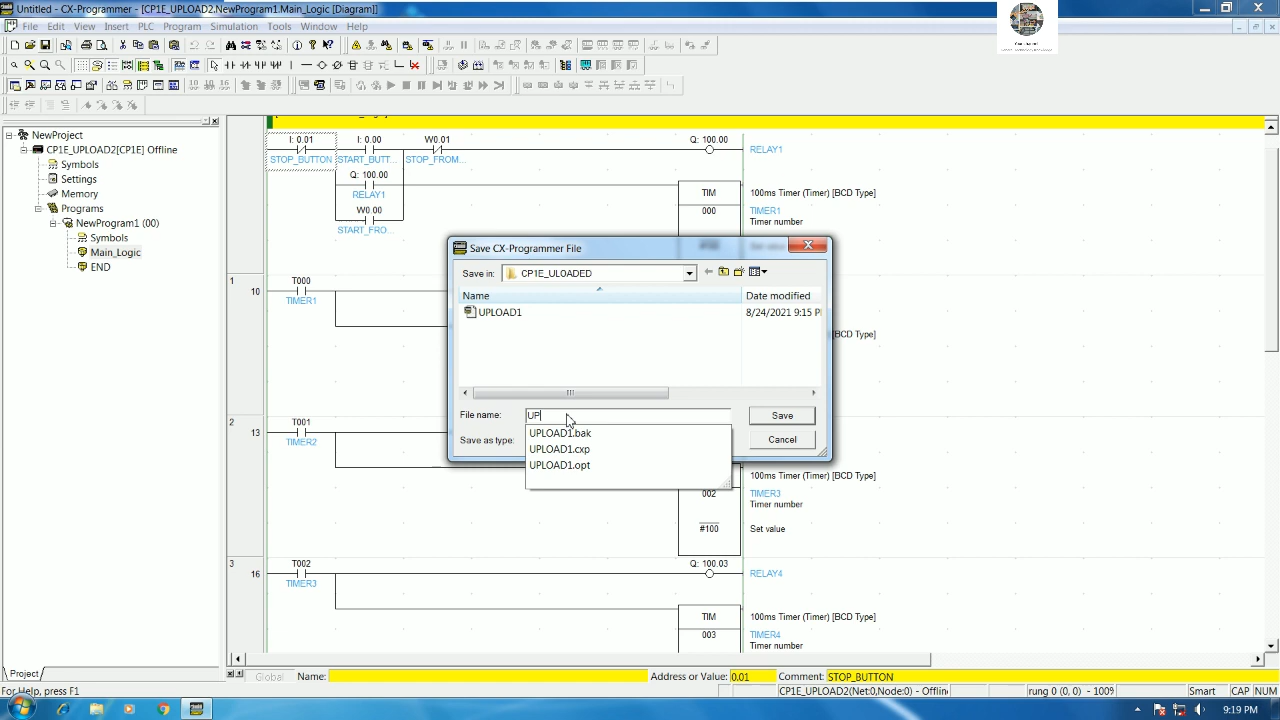 Untitled - CX-Programmer - [CP1E_UPLOAD2.NewProgram1.Main_Logic [Diagram]]
File Edit View Insert PLC Program Simulation Tools Window Help
NewProject
CP1E_UPLOAD2[CP1E] Offline
Symbols
Settings
Memory
Programs
NewProgram1 (00)
Symbols
Main_Logic
END
Project
I: 0.01 I: 0.00 W0.01 Q: 100.00
RELAY1
STOP_BUTTON START_BUTT... STOP_FROM...
Q: 100.00
RELAY1
TIM
100ms Timer (Timer) [BCD Type]
W0.00
000
TIMER1
Timer number
START_FRO...
Save CX-Programmer File
Save in: CP1E_ULOADED
Name Date modified
UPLOAD1 8/24/2021 9:15 P
File name: UP
Save
Save as type:
Cancel
UPLOAD1.bak
UPLOAD1.cxp
UPLOAD1.opt
1
10
T000
TIMER1
[BCD Type]
2
13
T001
TIMER2
100ms Timer (Timer) [BCD Type]
002
TIMER3
Timer number
#100
Set value
3
16
T002
TIMER3
Q: 100.03
RELAY4
TIM
100ms Timer (Timer) [BCD Type]
003
TIMER4
Timer number
Global Name: Address or Value: 0.01 Comment: STOP_BUTTON
For Help, press F1
CP1E_UPLOAD2(Net:0,Node:0) - Offline
rung 0 (0, 0) - 100%
Smart CAP NUM
9:19 PM